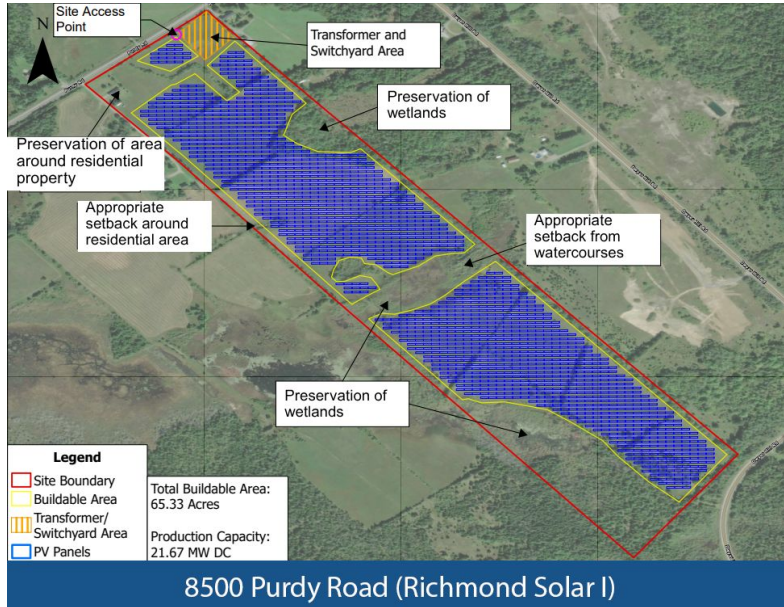 Site Access
Point
N
Transformer and
Switchyard Area
Preservation of
wetlands
Preservation of area
around residential
property
Appropriate
setback around
residential area
Appropriate
setback from
watercourses
Preservation of
wetlands
Legend
Site Boundary
Buildable Area
Transformer/
Switchyard Area
PV Panels
Total Buildable Area:
65.33 Acres
Production Capacity:
21.67 MW DC
8500 Purdy Road (Richmond Solar I)